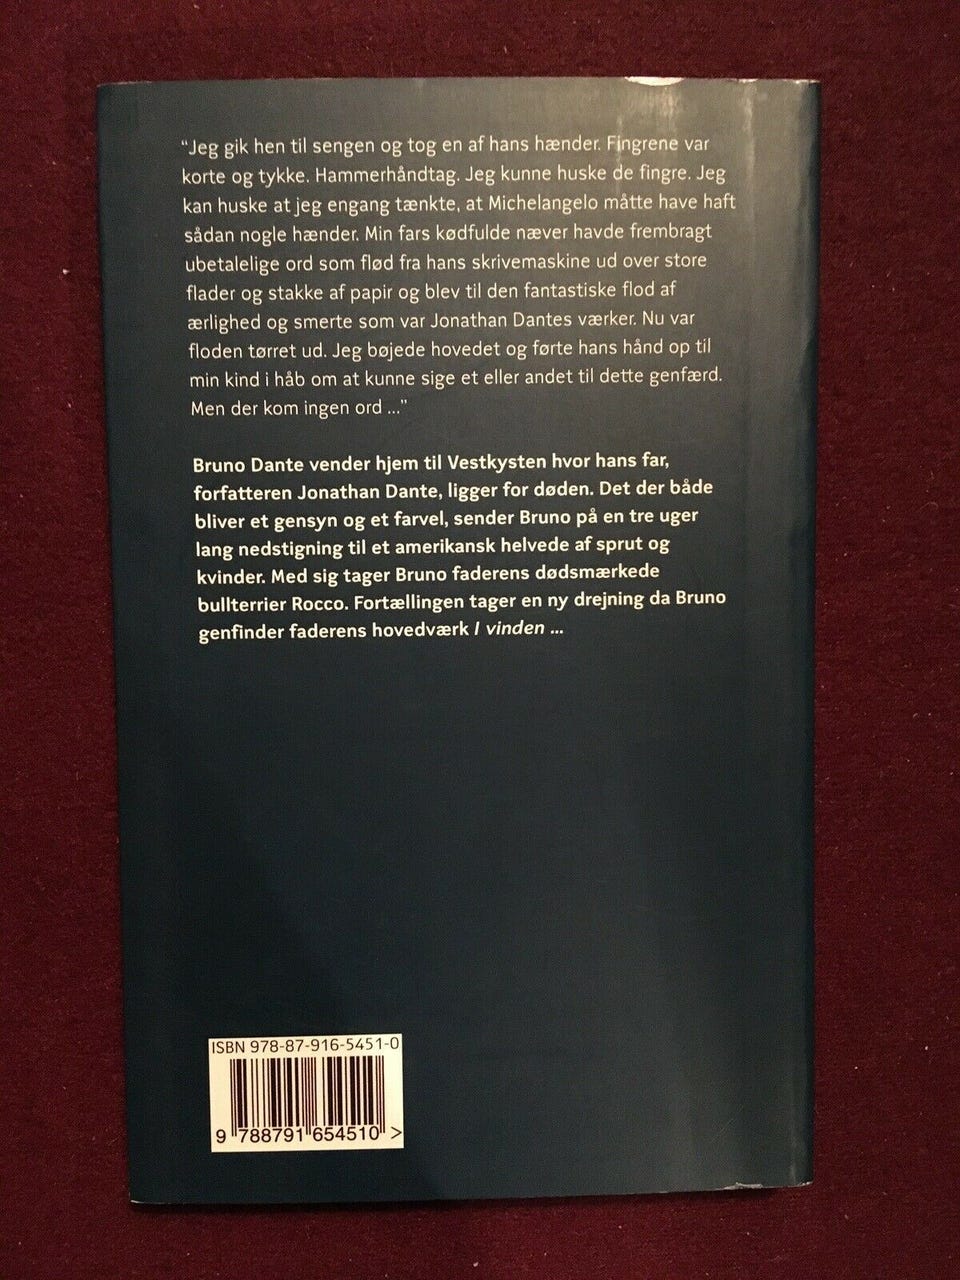 “Jeg gik hen til sengen og tog en af hans hænder. Fingrene var
korte og tykke. Hammerhåndtag. Jeg kunne huske de fingre. Jeg
kan huske at jeg engang tænkte, at Michelangelo måtte have haft
sådan nogle hænder. Min fars kødfulde næver havde frembragt
ubetalelige ord som flød fra hans skrivemaskine ud over store
flader og stakke af papir og blev til den fantastiske flod af
ærlighed og smerte som var Jonathan Dantes værker. Nu var
floden tørret ud. Jeg bøjede hovedet og førte hans hånd op til
min kind i håb om at kunne sige et eller andet til dette genfærd.
Men der kom ingen ord ...”
Bruno Dante vender hjem til Vestkysten hvor hans far,
forfatteren Jonathan Dante, ligger for døden. Det der både
bliver et gensyn og et farvel, sender Bruno på en tre uger
lang nedstigning til et amerikansk helvede af sprut og
kvinder. Med sig tager Bruno faderens dødsmærkede
bullterrier Rocco. Fortællingen tager en ny drejning da Bruno
genfinder faderens hovedværk I vinden ...
ISBN 978-87-916-5451-0
9 788791 654510 >